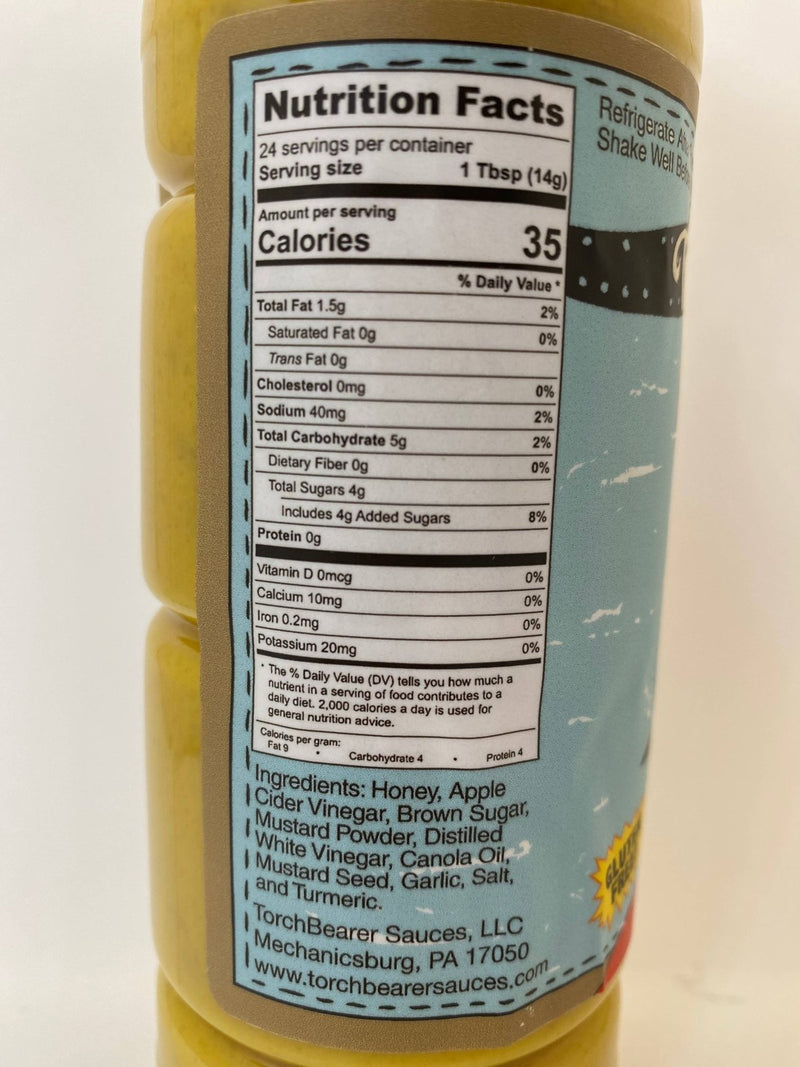 Nutrition Facts
24 servings per container
Serving size 1 Tbsp (14g)
Amount per serving
Calories 35
% Daily Value *
Total Fat 1.5g 2%
Saturated Fat 0g 0%
Trans Fat 0g
Cholesterol 0mg 0%
Sodium 40mg 2%
Total Carbohydrate 5g 2%
Dietary Fiber 0g 0%
Total Sugars 4g
Includes 4g Added Sugars 8%
Protein 0g
Vitamin D 0mcg 0%
Calcium 10mg 0%
Iron 0.2mg 0%
Potassium 20mg 0%
* The % Daily Value (DV) tells you how much a
nutrient in a serving of food contributes to a
daily diet. 2,000 calories a day is used for
general nutrition advice.
Calories per gram:
Fat 9 • Carbohydrate 4 • Protein 4
Ingredients: Honey, Apple
Cider Vinegar, Brown Sugar,
Mustard Powder, Distilled
White Vinegar, Canola Oil,
Mustard Seed, Garlic, Salt,
and Turmeric.
TorchBearer Sauces, LLC
Mechanicsburg, PA 17050
www.torchbearersauces.com
Refrigerate
Shake Well